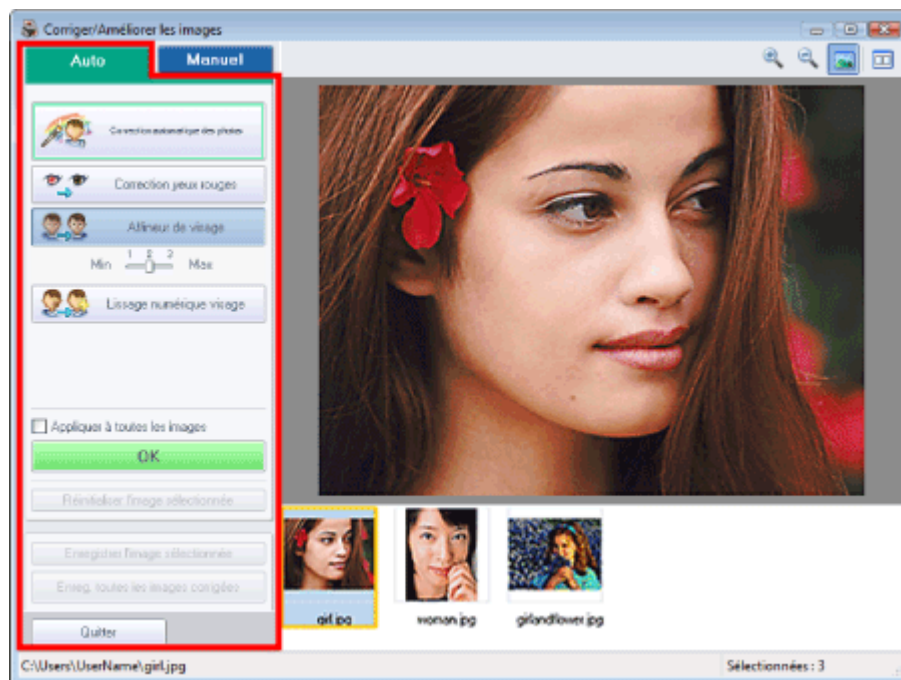 Corriger/Améliorer les images
Auto
Manuel
Correction automatique des photos
Correction yeux rouges
Affineur de visage
1 2 3
Min Max
Lissage numérique visage
Appliquer à toutes les images
OK
Réinitialiser l'image sélectionnée
Enregistrer l'image sélectionnée
Enreg. toutes les images corrigées
Quitter
girl.jpg
woman.jpg
girlandflower.jpg
C:\Users\UserName\girl.jpg
Sélectionnées : 3